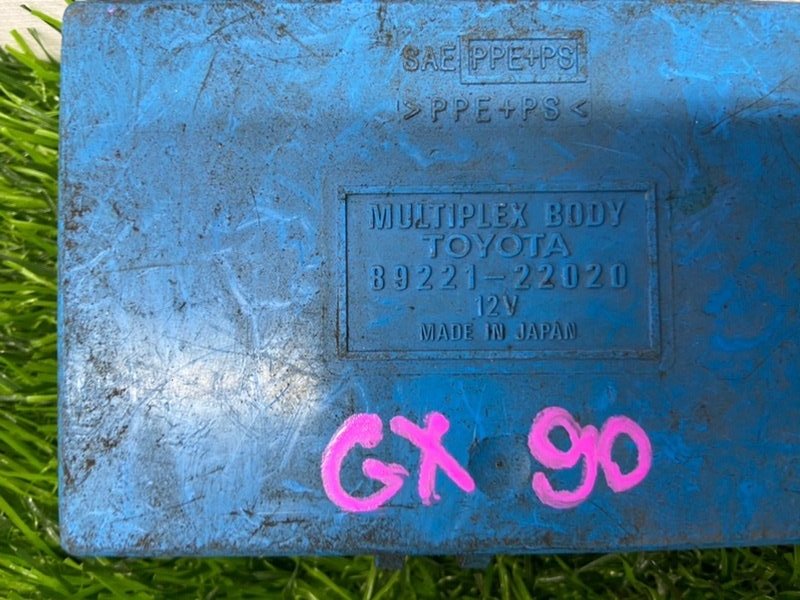 SAE PPE+PS
>PPE+PS<
MULTIPLEX BODY
TOYOTA
89221-22020
12V
MADE IN JAPAN
GX 90